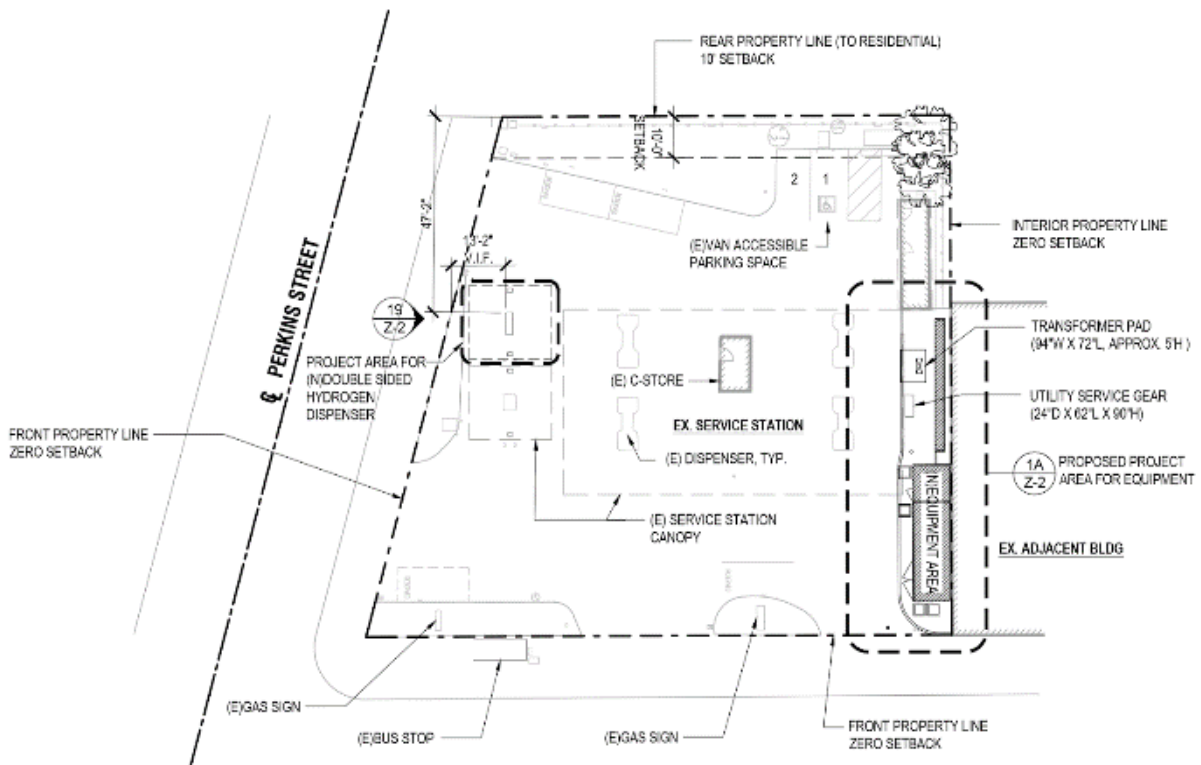 REAR PROPERTY LINE (TO RESIDENTIAL)
10' SETBACK
10'-0"
SETBACK
47'-2"
2
1
INTERIOR PROPERTY LINE
ZERO SETBACK
(E)VAN ACCESSIBLE
PARKING SPACE
13'-2"
V.I.F.
PERKINS STREET
19
Z-2
PROJECT AREA FOR
(N)DOUBLE SIDED
HYDROGEN
DISPENSER
TRANSFORMER PAD
(94"W X 72"L, APPROX. 5'H )
(E) C-STORE
UTILITY SERVICE GEAR
(24"D X 62"L X 90"H)
EX. SERVICE STATION
FRONT PROPERTY LINE
ZERO SETBACK
(E) DISPENSER, TYP.
1A
Z-2
PROPOSED PROJECT
AREA FOR EQUIPMENT
(N)EQUIPMENT AREA
(E) SERVICE STATION
CANOPY
EX. ADJACENT BLDG
(E)GAS SIGN
(E)BUS STOP
(E)GAS SIGN
FRONT PROPERTY LINE
ZERO SETBACK